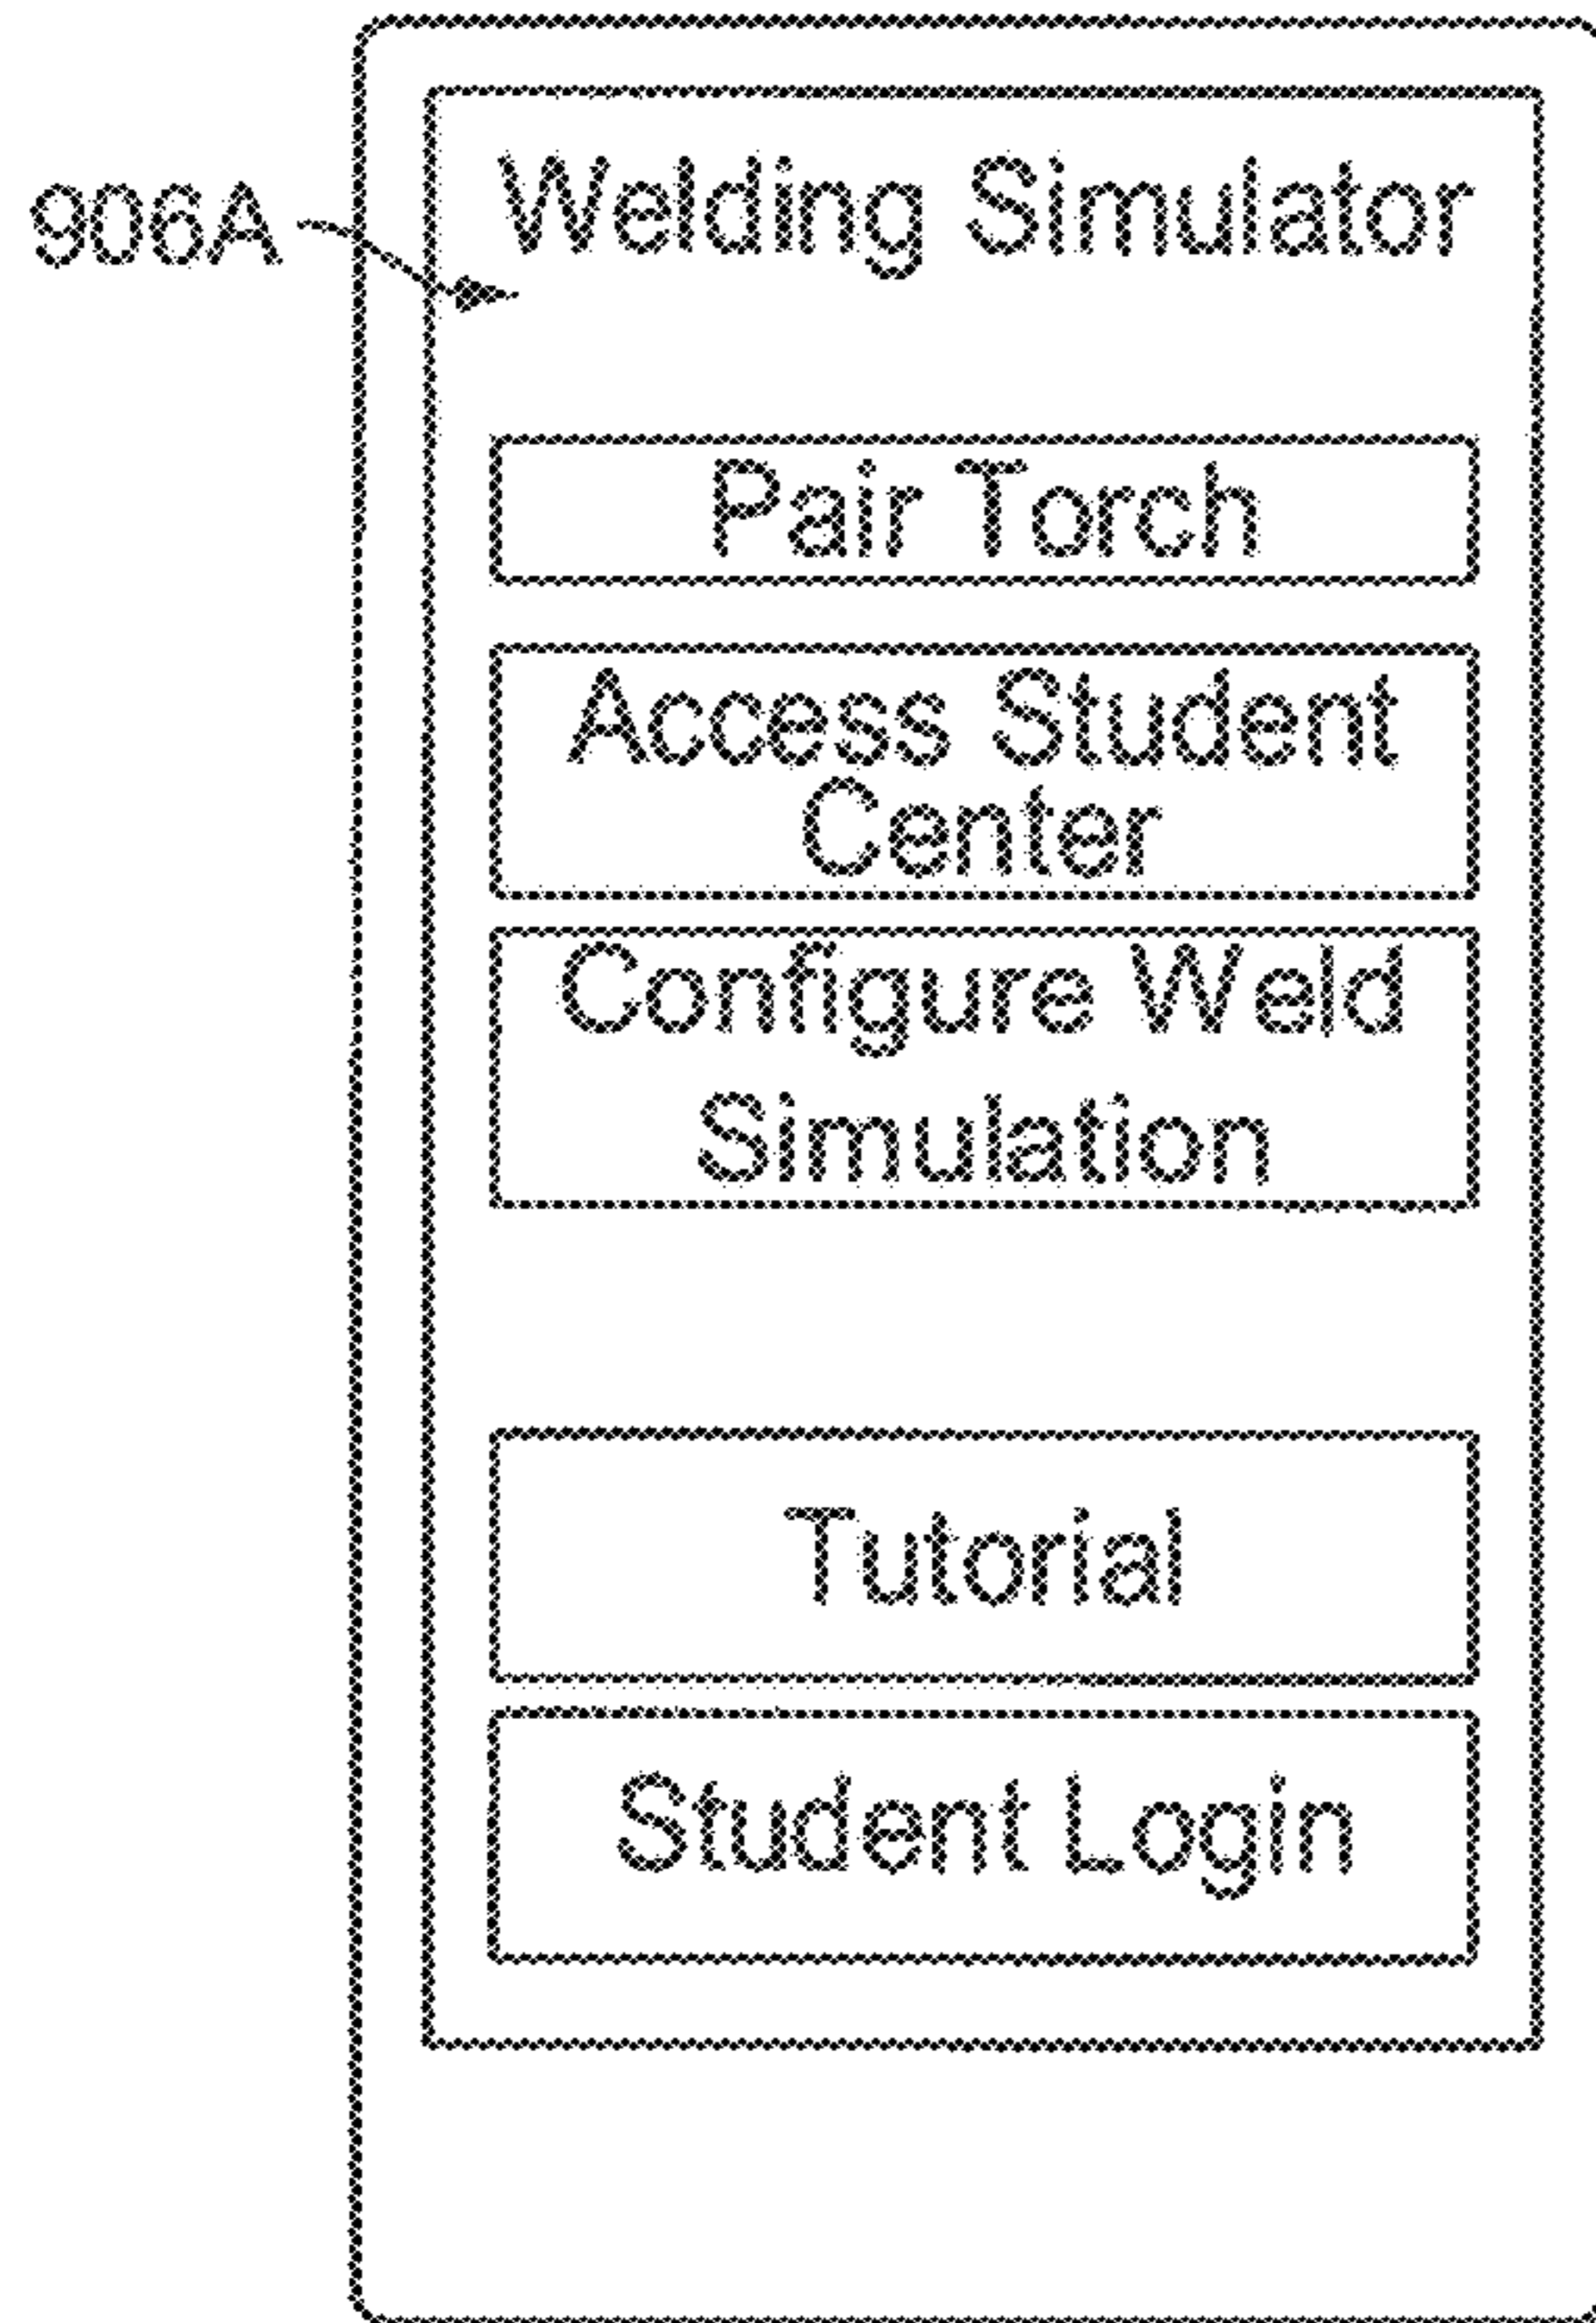 906A
Welding Simulator
Pair Torch
Access Student
Center
Configure Weld
Simulation
Tutorial
Student Login